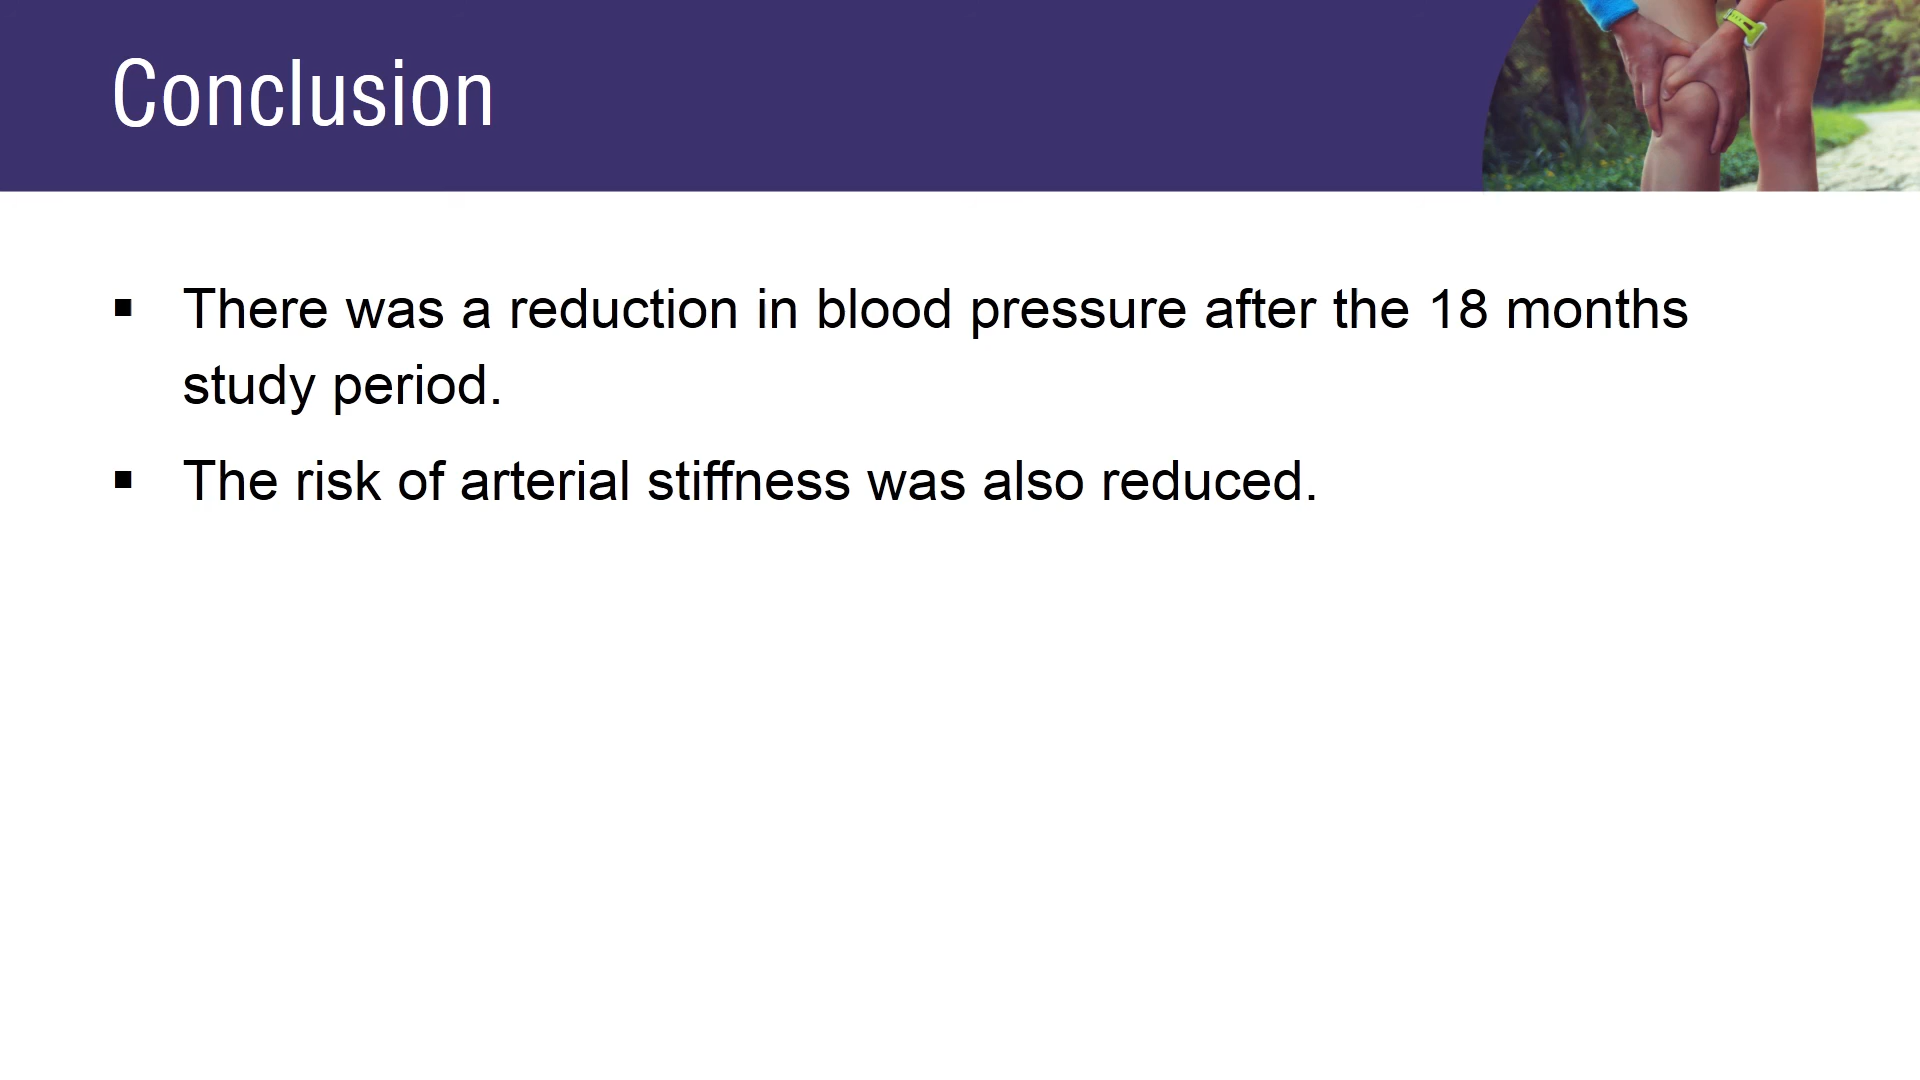 Conclusion
▪ There was a reduction in blood pressure after the 18 months
study period.
▪ The risk of arterial stiffness was also reduced.